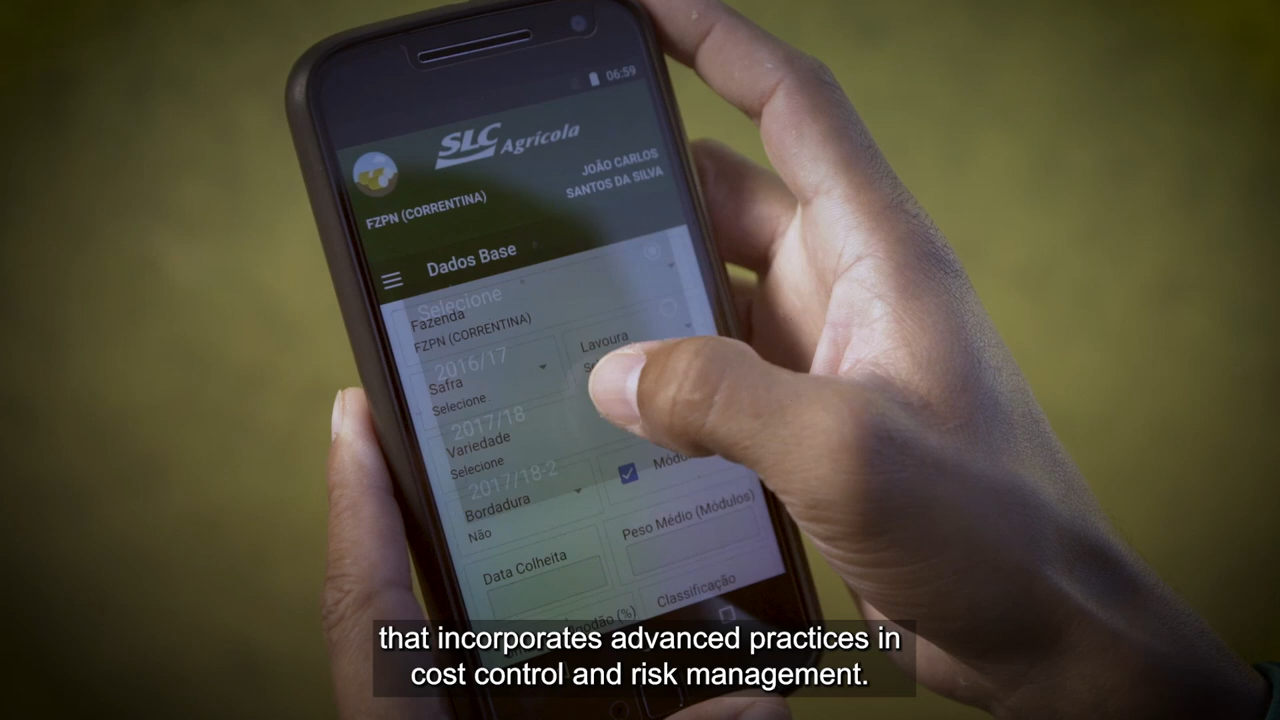 06:59
SLC Agrícola
JOÃO CARLOS
SANTOS DA SILVA
FZPN (CORRENTINA)
Dados Base
Selecione
Fazenda
FZPN (CORRENTINA)
2016/17
Lavoura
Safra
Selecione
2017/18
Variedade
Selecione
2017/18-2
Bordadura
Não
Peso Médio (Módulos)
Data Colheita
Classificação
that incorporates advanced practices in
cost control and risk management.